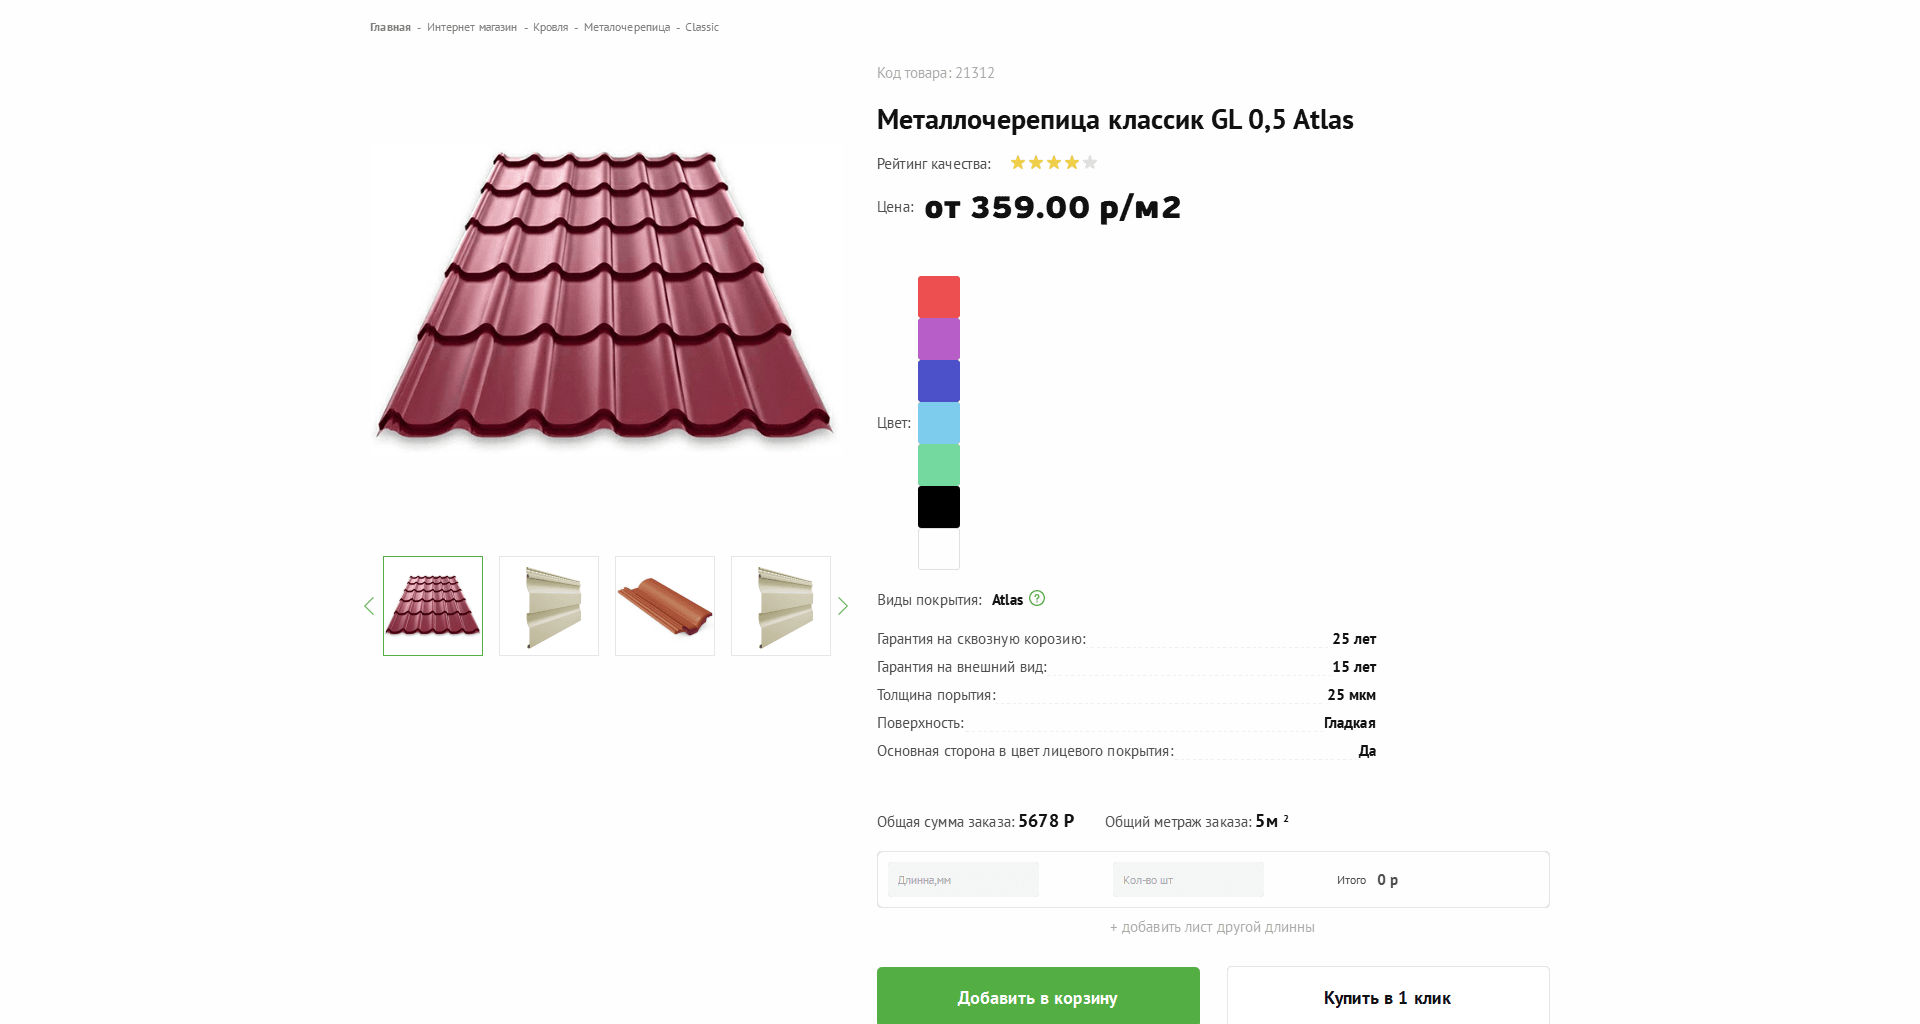 Главная - Интернет магазин - Кровля - Металочерепица - Classic
Код товара: 21312
Металлочерепица классик GL 0,5 Atlas
Рейтинг качества:
Цена: от 359.00 р/м2
Цвет:
Виды покрытия: Atlas ?
Гарантия на сквозную корозию: 25 лет
Гарантия на внешний вид: 15 лет
Толщина порытия: 25 мкм
Поверхность: Гладкая
Основная сторона в цвет лицевого покрытия: Да
Общая сумма заказа: 5678 Р Общий метраж заказа: 5м ²
Длинна,мм Кол-во шт Итого 0 р
+ добавить лист другой длинны
Добавить в корзину Купить в 1 клик